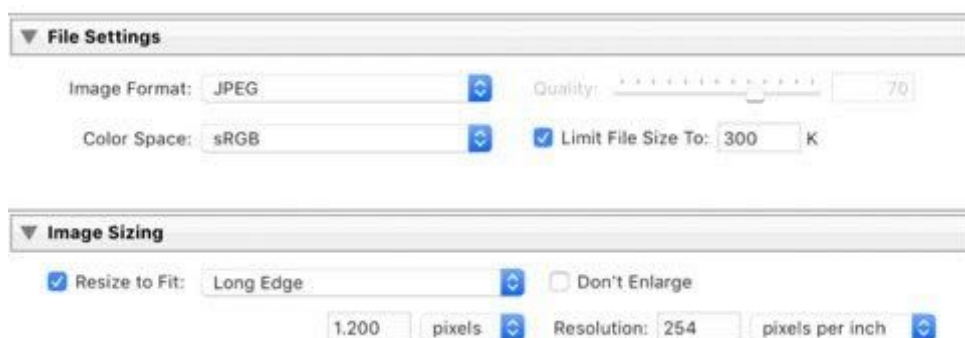 File Settings
Image Format: JPEG Quality: 70
Color Space: sRGB Limit File Size To: 300 K
Image Sizing
Resize to Fit: Long Edge Don't Enlarge
1.200 pixels Resolution: 254 pixels per inch